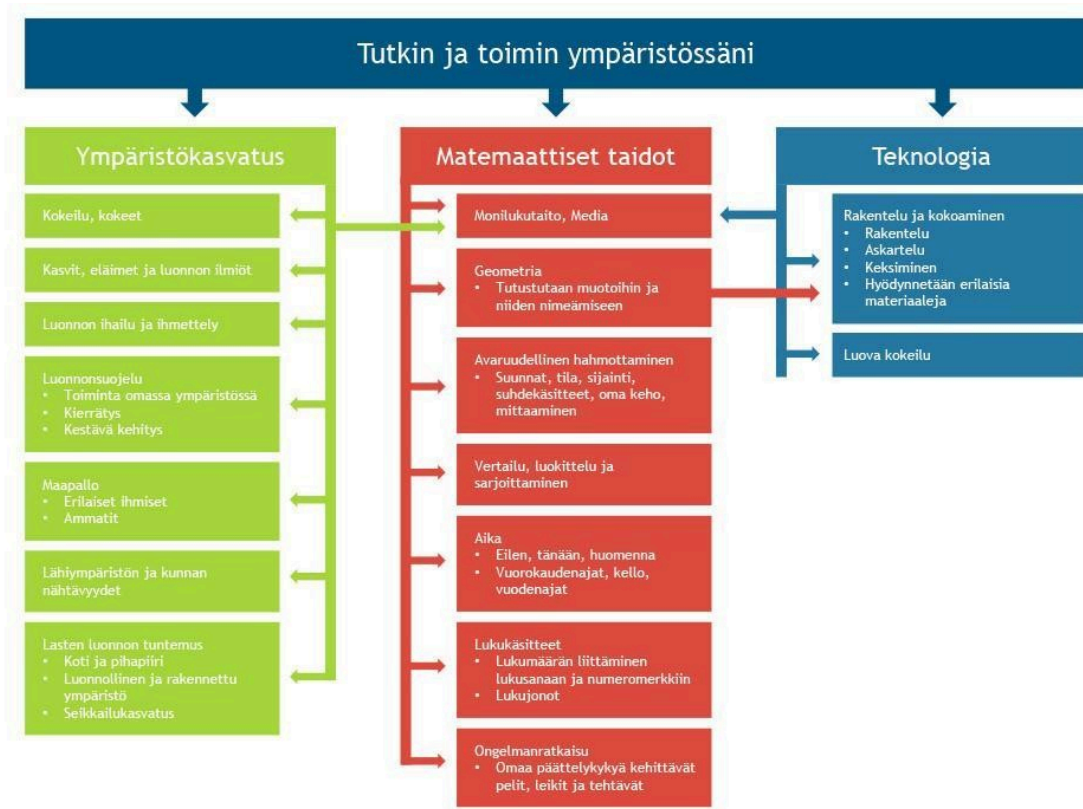 Tutkin ja toimin ympäristössäni
Ympäristökasvatus
Kokeilu, kokeet
Kasvit, eläimet ja luonnon ilmiöt
Luonnon ihailu ja ihmettely
Luonnonsuojelu
• Toiminta omassa ympäristössä
• Kierrätys
• Kestävä kehitys
Maapallo
• Erilaiset ihmiset
• Ammatit
Lähiympäristön ja kunnan
nähtävyydet
Lasten luonnon tuntemus
• Koti ja pihapiiri
• Luonnollinen ja rakennettu
ympäristö
• Seikkailukasvatus
Matemaattiset taidot
Monilukutaito, Media
Geometria
• Tutustutaan muotoihin ja
niiden nimeämiseen
Avaruudellinen hahmottaminen
• Suunnat, tila, sijainti,
suhdekäsitteet, oma keho,
mittaaminen
Vertailu, luokittelu ja
sarjoittaminen
Aika
• Eilen, tänään, huomenna
• Vuorokaudenajat, kello,
vuodenajat
Lukukäsitteet
• Lukumäärän liittäminen
lukusanaan ja numeromerkkiin
• Lukujonot
Ongelmanratkaisu
• Omaa päättelykykyä kehittävät
pelit, leikit ja tehtävät
Teknologia
Rakentelu ja kokoaminen
• Rakentelu
• Askartelu
• Keksiminen
• Hyödynnetään erilaisia
materiaaleja
Luova kokeilu